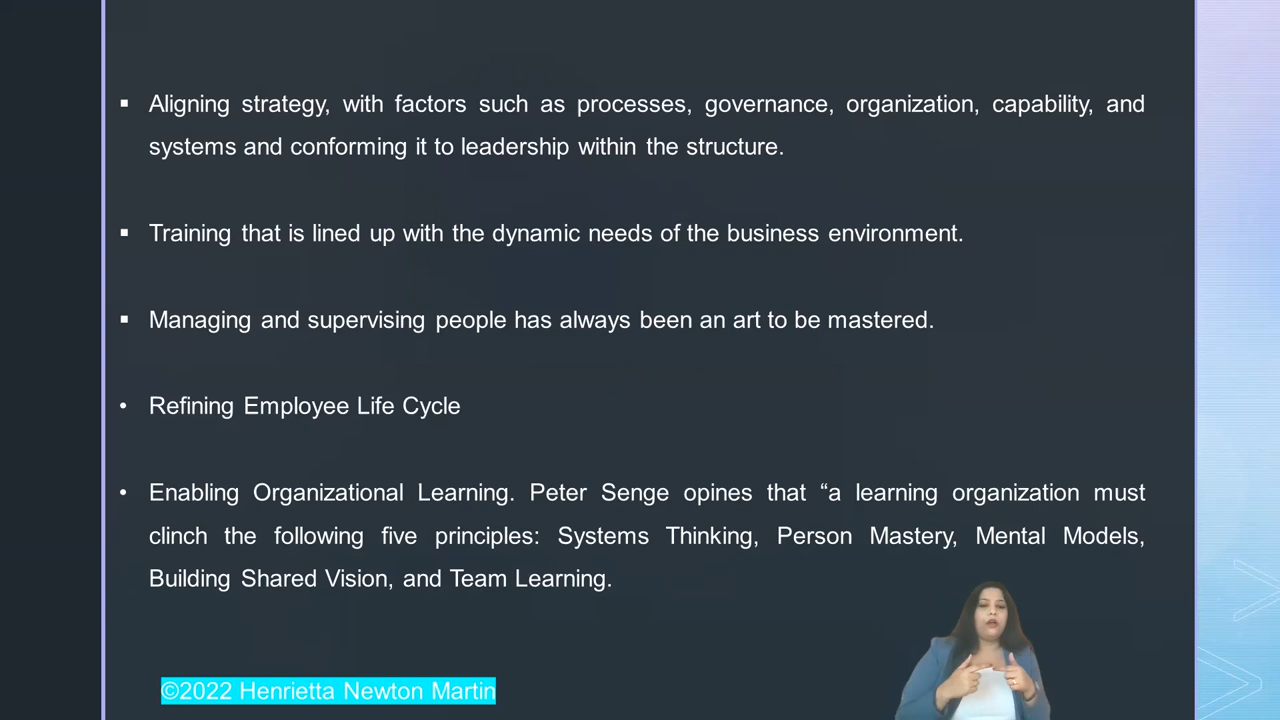 ▪ Aligning strategy, with factors such as processes, governance, organization, capability, and
systems and conforming it to leadership within the structure.
▪ Training that is lined up with the dynamic needs of the business environment.
▪ Managing and supervising people has always been an art to be mastered.
• Refining Employee Life Cycle
• Enabling Organizational Learning. Peter Senge opines that “a learning organization must
clinch the following five principles: Systems Thinking, Person Mastery, Mental Models,
Building Shared Vision, and Team Learning.
©2022 Henrietta Newton Martin